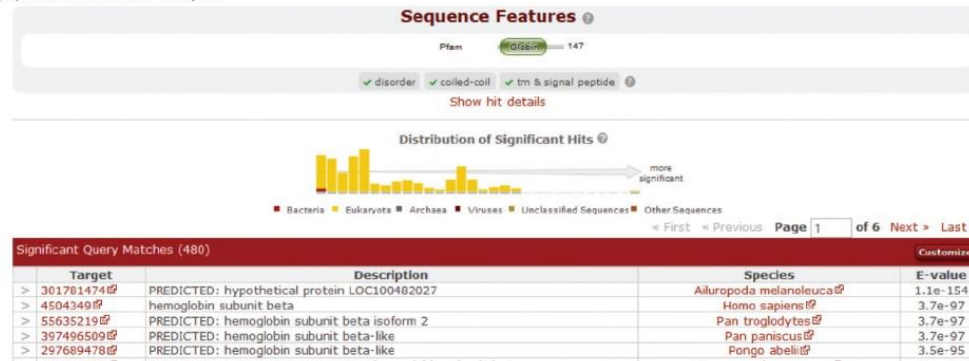 Sequence Features
Pfam Globin 147
disorder coiled-coil tm & signal peptide
Show hit details
Distribution of Significant Hits
more
significant
Bacteria Eukaryota Archaea Viruses Unclassified Sequences Other Sequences
« First « Previous Page 1 of 6 Next » Last
Significant Query Matches (480) Customize
Target Description Species E-value
> 301781474 PREDICTED: hypothetical protein LOC100482027 Ailuropoda melanoleuca 1.1e-154
> 4504349 hemoglobin subunit beta Homo sapiens 3.7e-97
> 55635219 PREDICTED: hemoglobin subunit beta isoform 2 Pan troglodytes 3.7e-97
> 397496509 PREDICTED: hemoglobin subunit beta-like Pan paniscus 3.7e-97
> 297689478 PREDICTED: hemoglobin subunit beta-like Pongo abelii 3.5e-95